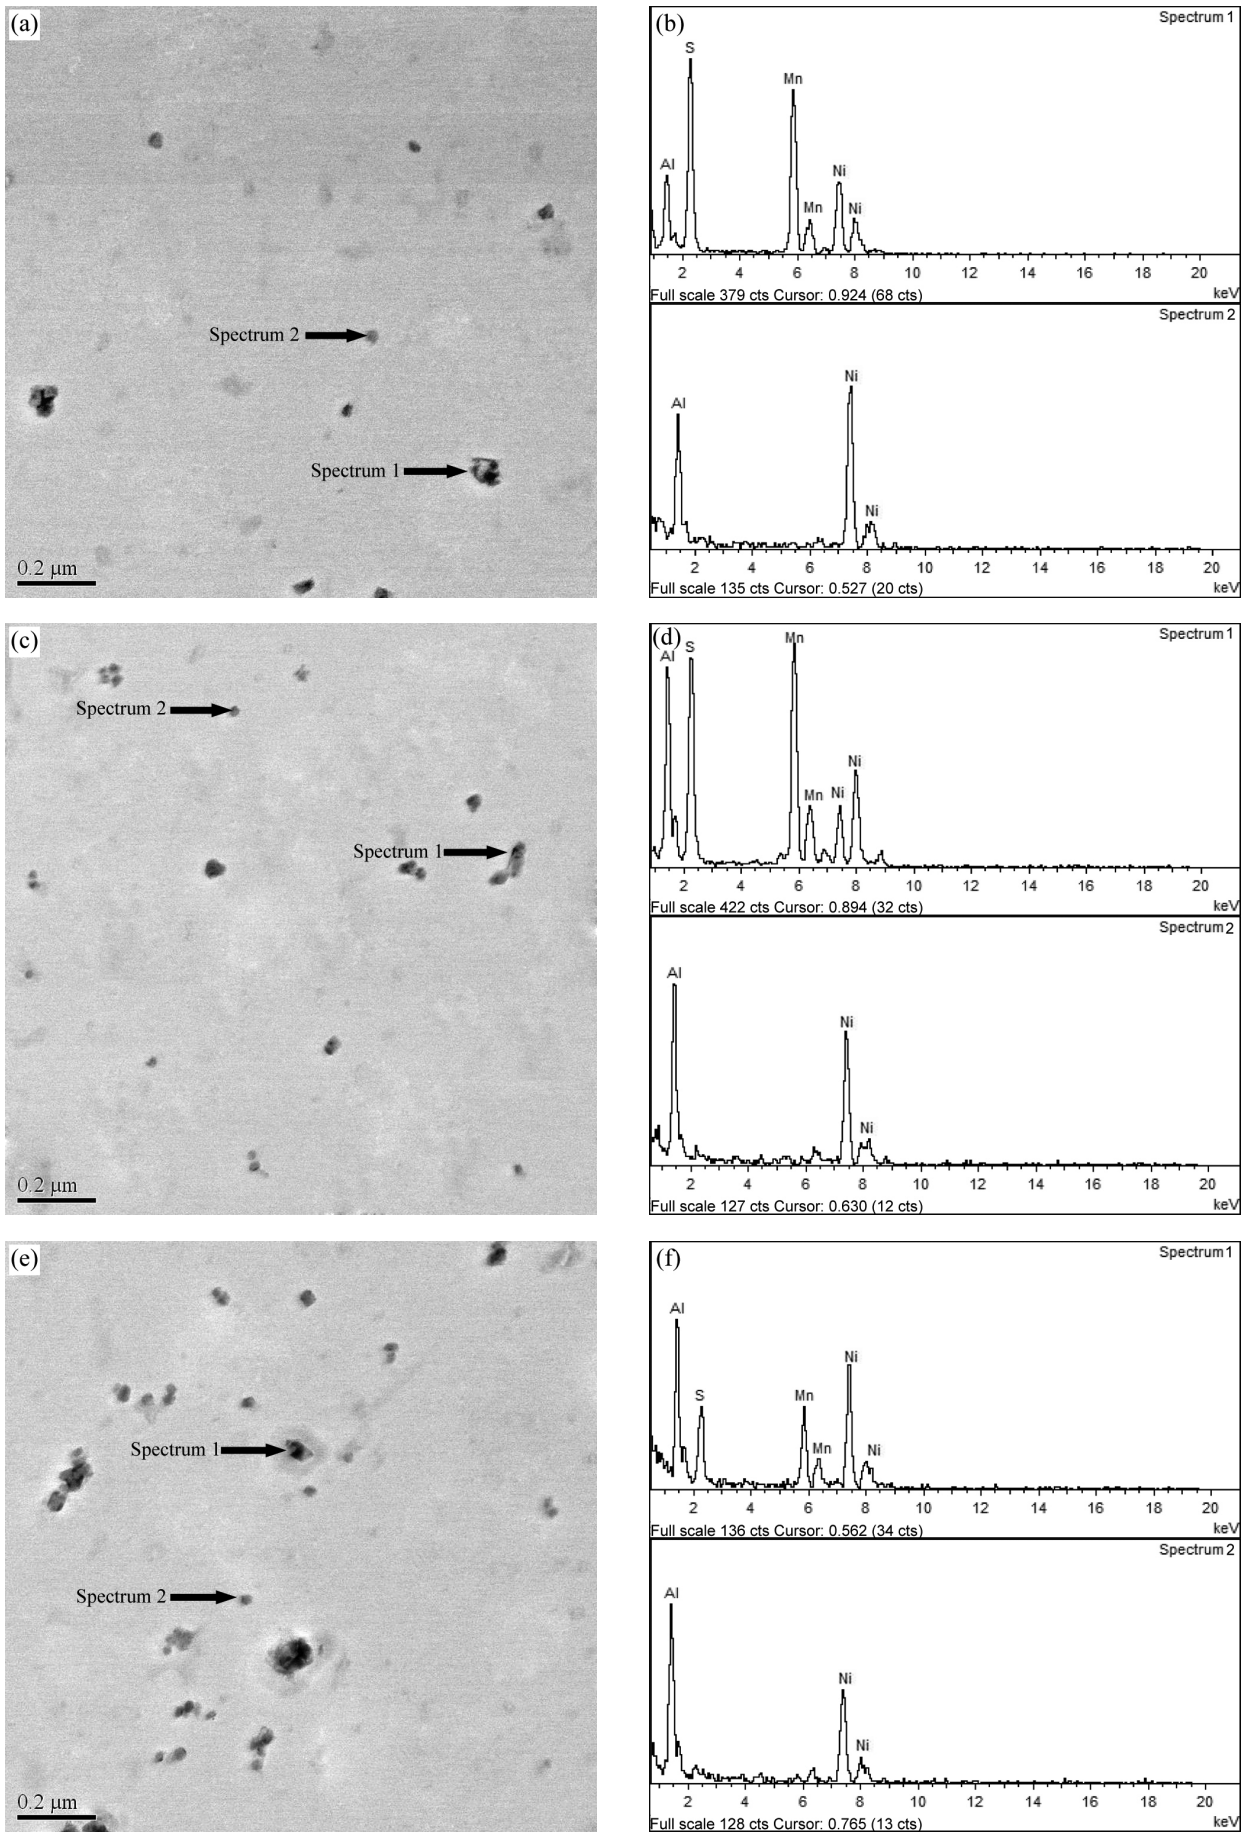 (a)
Spectrum 2
Spectrum 1
0.2 μm
(b)
Spectrum 1
S
Mn
Al
Ni
Mn
Ni
2 4 6 8 10 12 14 16 18 20
Full scale 379 cts Cursor: 0.924 (68 cts)
keV
Spectrum 2
Ni
Al
Ni
2 4 6 8 10 12 14 16 18 20
Full scale 135 cts Cursor: 0.527 (20 cts)
keV
(c)
Spectrum 2
Spectrum 1
0.2 μm
(d)
Spectrum 1
Mn
S
Al
Ni
Mn
Ni
2 4 6 8 10 12 14 16 18 20
Full scale 422 cts Cursor: 0.894 (32 cts)
keV
Spectrum 2
Al
Ni
Ni
2 4 6 8 10 12 14 16 18 20
Full scale 127 cts Cursor: 0.630 (12 cts)
keV
(e)
Spectrum 1
Spectrum 2
0.2 μm
(f)
Spectrum 1
Al
Ni
S
Mn
Mn
Ni
2 4 6 8 10 12 14 16 18 20
Full scale 136 cts Cursor: 0.562 (34 cts)
keV
Spectrum 2
Al
Ni
Ni
2 4 6 8 10 12 14 16 18 20
Full scale 128 cts Cursor: 0.765 (13 cts)
keV